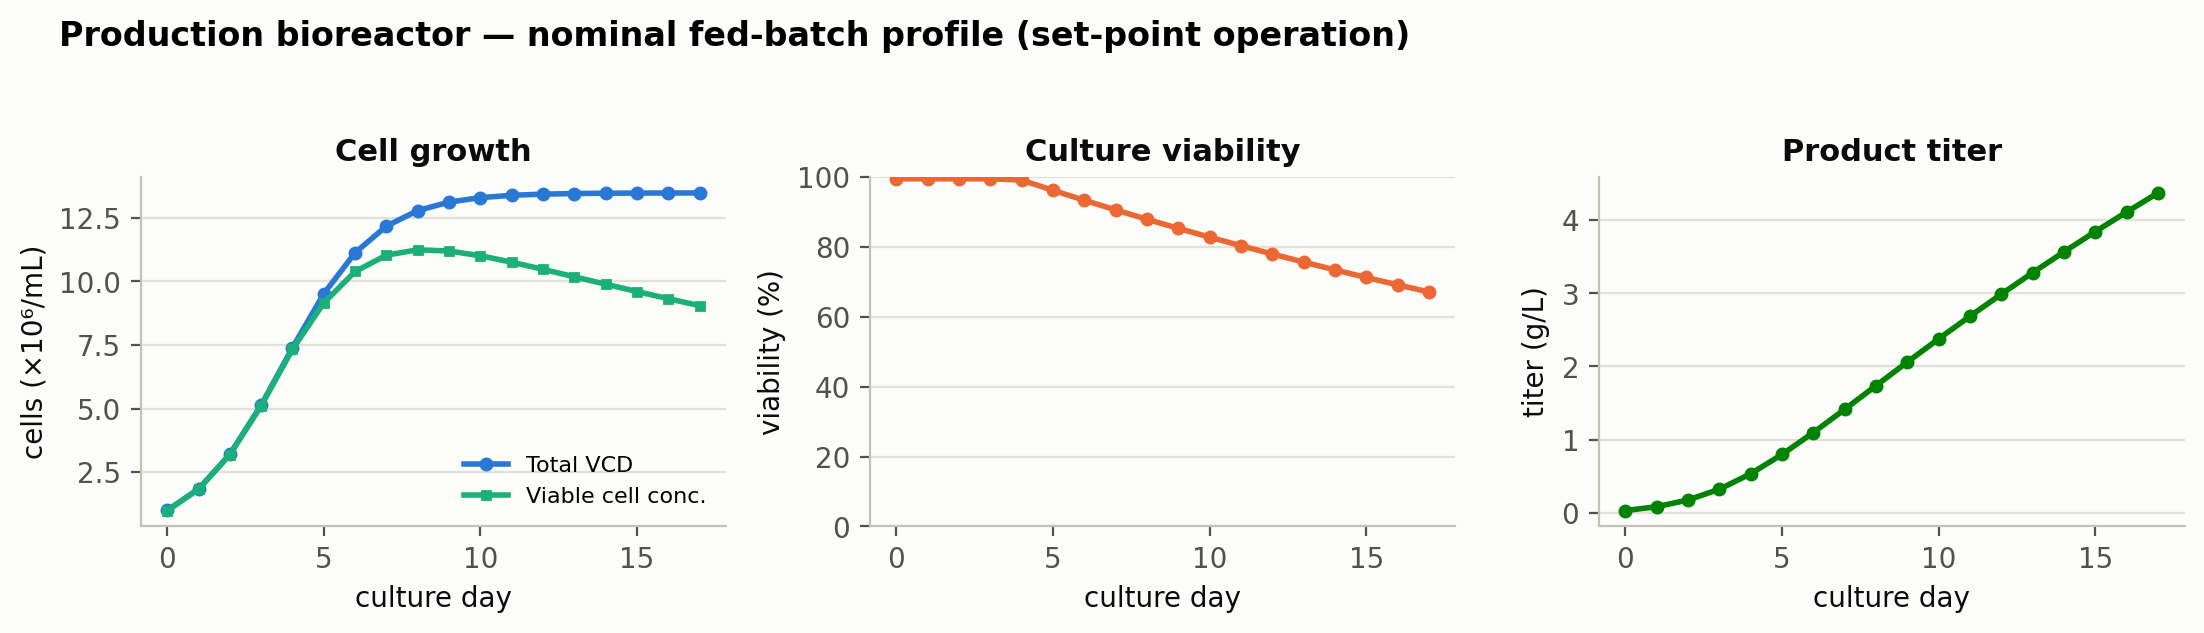 Production bioreactor — nominal fed-batch profile (set-point operation)
Cell growth
cells (×10⁶/mL)
12.5
10.0
7.5
5.0
2.5
Total VCD
Viable cell conc.
0 5 10 15
culture day
Culture viability
viability (%)
100
80
60
40
20
0
0 5 10 15
culture day
Product titer
titer (g/L)
4
3
2
1
0
0 5 10 15
culture day